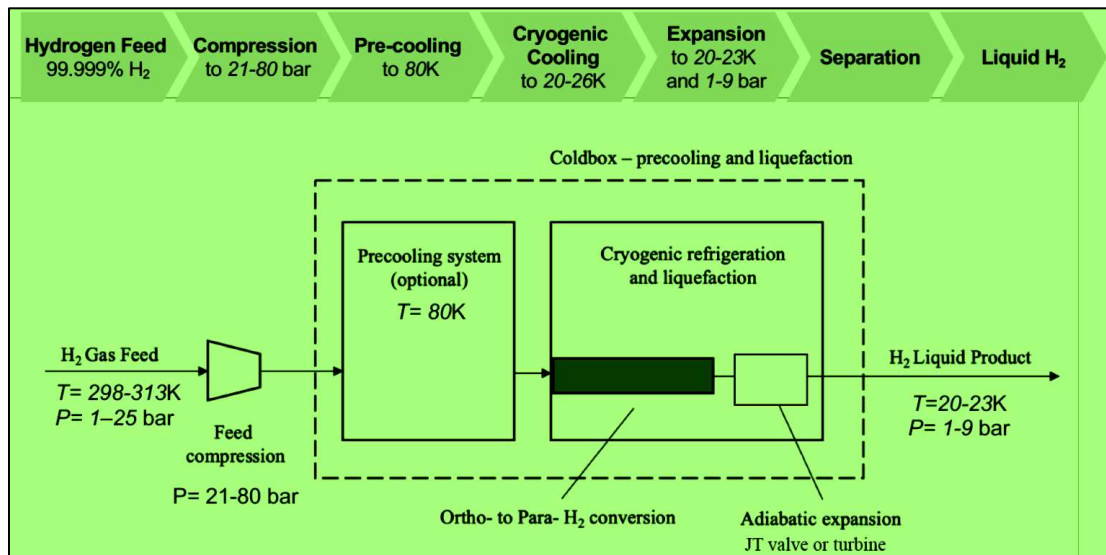 Hydrogen Feed
99.999% H₂
Compression
to 21-80 bar
Pre-cooling
to 80K
Cryogenic
Cooling
to 20-26K
Expansion
to 20-23K
and 1-9 bar
Separation
Liquid H₂
Coldbox – precooling and liquefaction
Precooling system
(optional)
T= 80K
Cryogenic refrigeration
and liquefaction
H₂ Gas Feed
T= 298-313K
P= 1–25 bar
Feed
compression
P= 21-80 bar
H₂ Liquid Product
T=20-23K
P= 1-9 bar
Ortho- to Para- H₂ conversion
Adiabatic expansion
JT valve or turbine